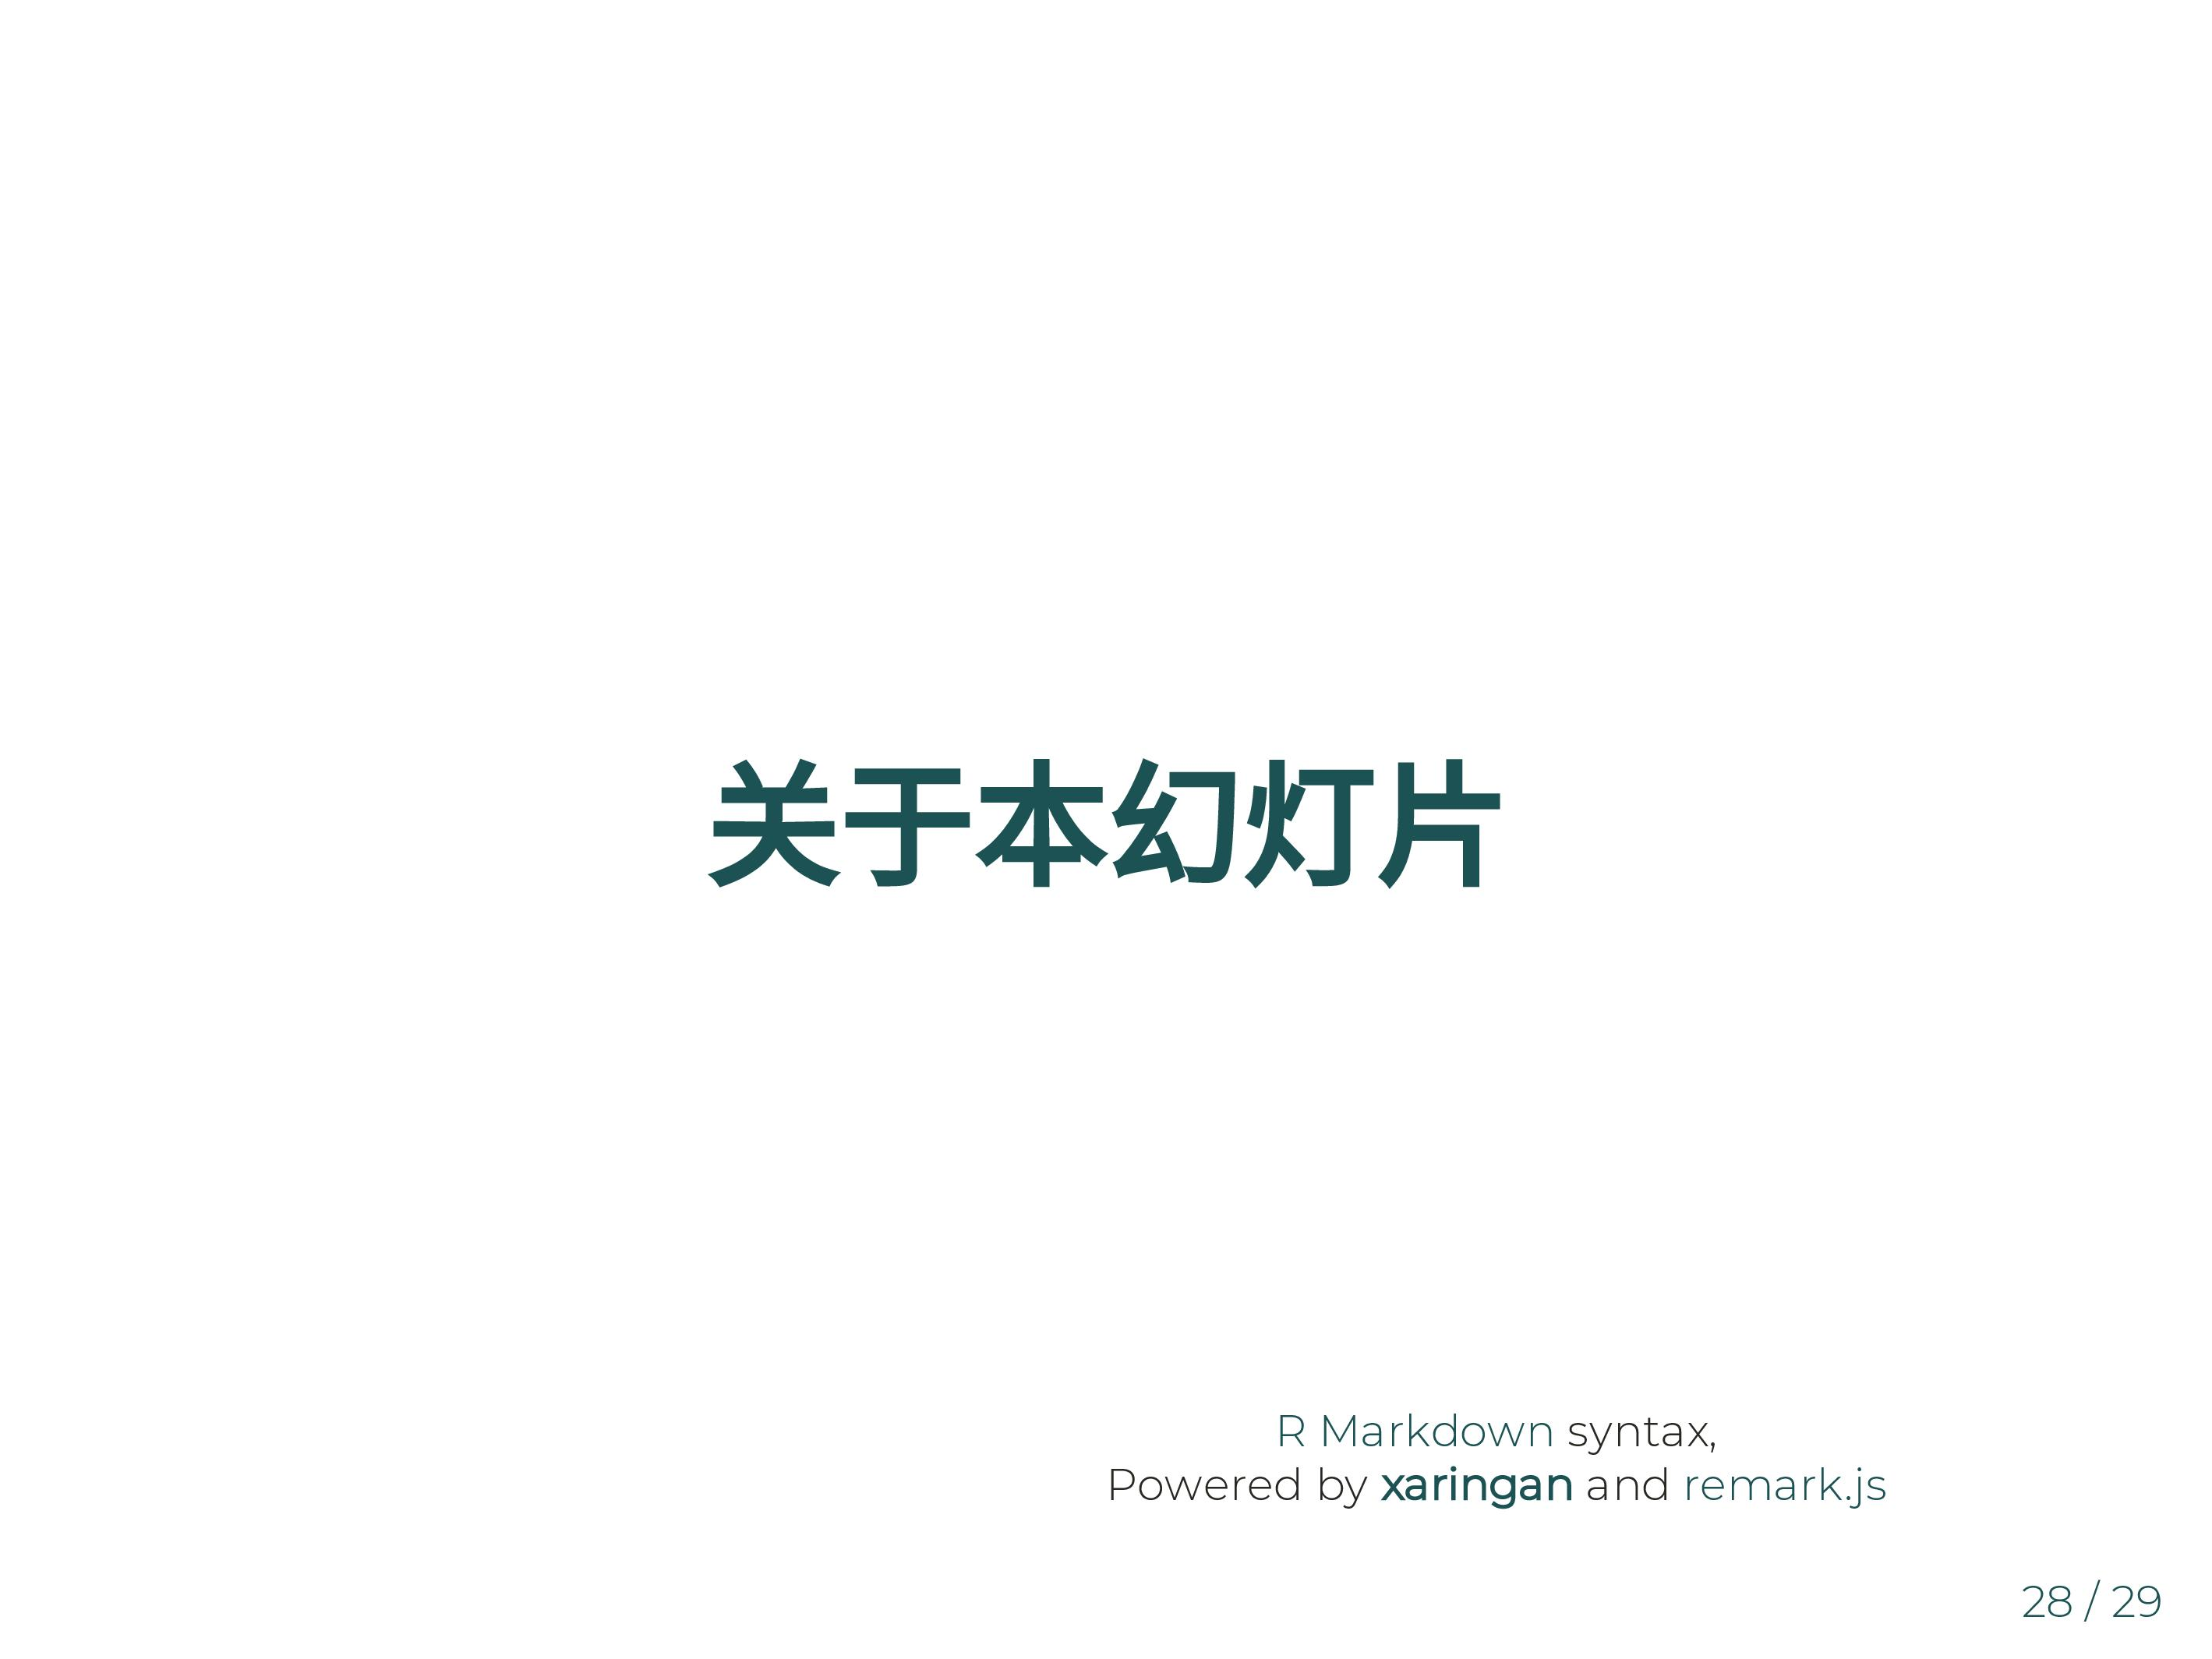 关于本幻灯片
R Markdown syntax,
Powered by xaringan and remark.js
28 / 29